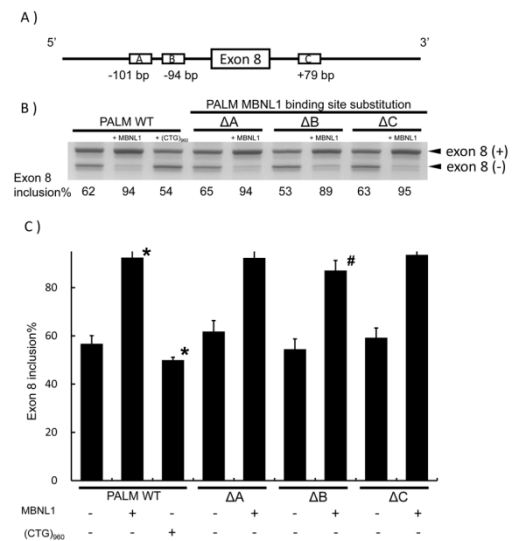 A )
5' 3'
A B Exon 8 C
-101 bp -94 bp +79 bp
B )
PALM MBNL1 binding site substitution
PALM WT ΔA ΔB ΔC
+ MBNL1 + (CTG)960 + MBNL1 + MBNL1 + MBNL1
exon 8 (+)
exon 8 (-)
Exon 8
inclusion% 62 94 54 65 94 53 89 63 95
C )
* * #
80
60
40
20
0
Exon 8 inclusion%
PALM WT ΔA ΔB ΔC
MBNL1 - + - - + - + - +
(CTG)960 - - + - - - - - -